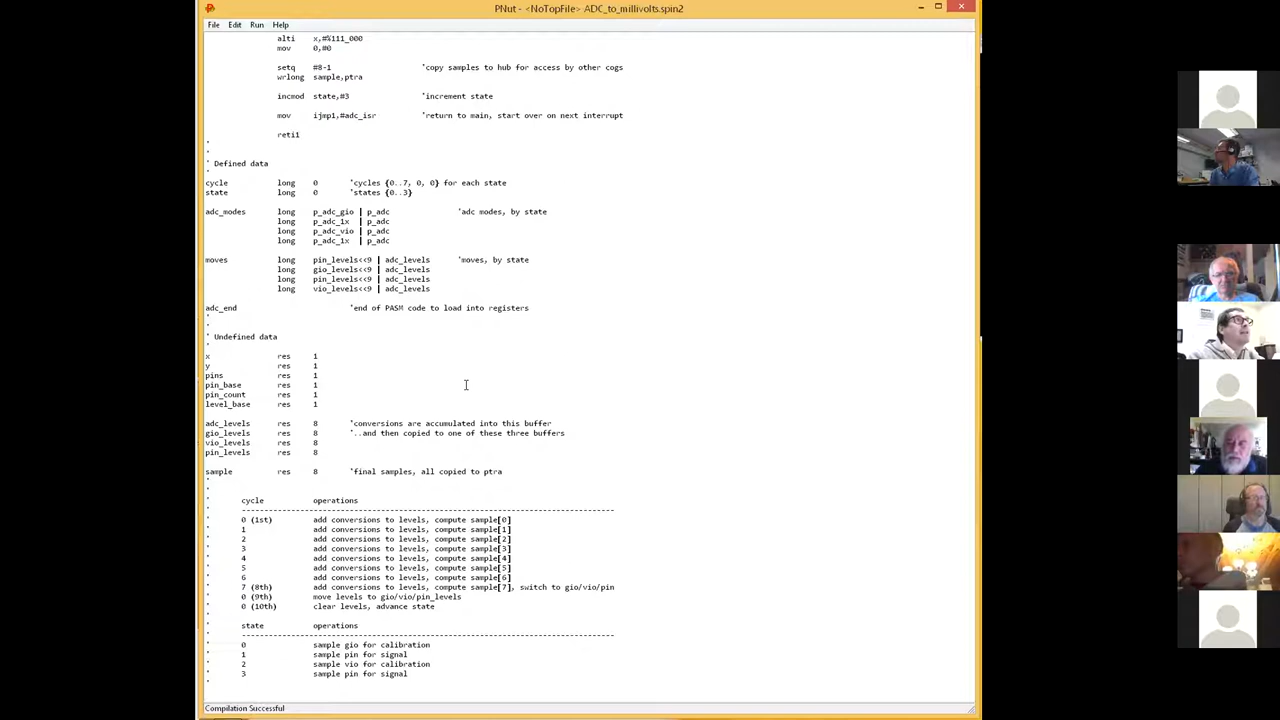 PNut - <NoTopFile> ADC_to_millivolts.spin2
File Edit Run Help
alti x,#%111_000
mov 0,#0
setq #8-1 'copy samples to hub for access by other cogs
wrlong sample,ptra
incmod state,#3 'increment state
mov ijmp1,#adc_isr 'return to main, start over on next interrupt
reti1
'
'
' Defined data
'
cycle long 0 'cycles {0..7, 0, 0} for each state
state long 0 'states {0..3}
adc_modes long p_adc_gio | p_adc 'adc modes, by state
long p_adc_1x | p_adc
long p_adc_vio | p_adc
long p_adc_1x | p_adc
moves long pin_levels<<9 | adc_levels 'moves, by state
long gio_levels<<9 | adc_levels
long pin_levels<<9 | adc_levels
long vio_levels<<9 | adc_levels
adc_end 'end of PASM code to load into registers
'
'
' Undefined data
'
x res 1
y res 1
pins res 1
pin_base res 1
pin_count res 1
level_base res 1
adc_levels res 8 'conversions are accumulated into this buffer
gio_levels res 8 '..and then copied to one of these three buffers
vio_levels res 8
pin_levels res 8
sample res 8 'final samples, all copied to ptra
'
'
' cycle operations
' --------------------------------------------------------------
' 0 (1st) add conversions to levels, compute sample[0]
' 1 add conversions to levels, compute sample[1]
' 2 add conversions to levels, compute sample[2]
' 3 add conversions to levels, compute sample[3]
' 4 add conversions to levels, compute sample[4]
' 5 add conversions to levels, compute sample[5]
' 6 add conversions to levels, compute sample[6]
' 7 (8th) add conversions to levels, compute sample[7], switch to gio/vio/pin
' 0 (9th) move levels to gio/vio/pin_levels
' 0 (10th) clear levels, advance state
'
' state operations
' --------------------------------------------------------------
' 0 sample gio for calibration
' 1 sample pin for signal
' 2 sample vio for calibration
' 3 sample pin for signal
'
Compilation Successful